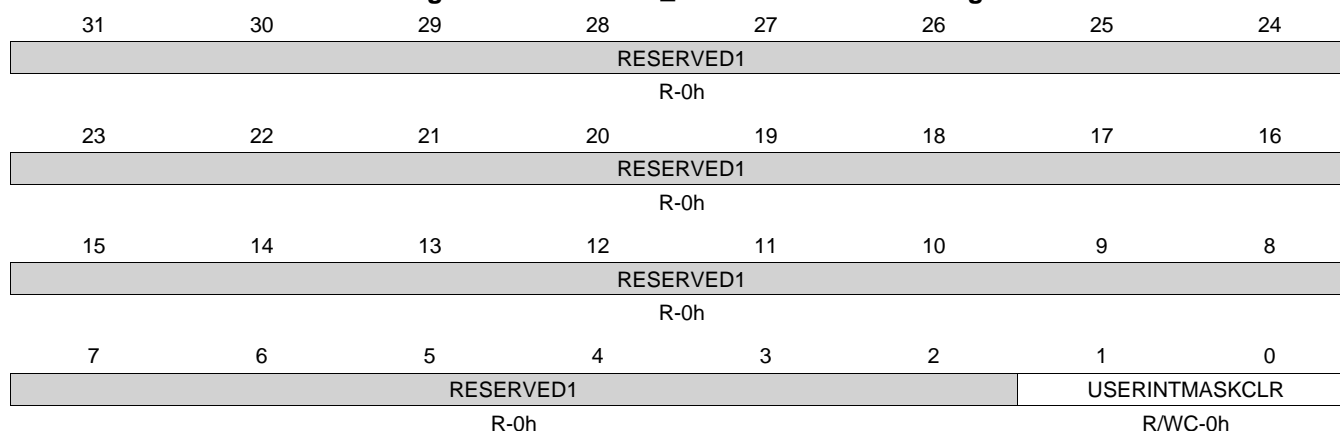 31 30 29 28 27 26 25 24
RESERVED1
R-0h
23 22 21 20 19 18 17 16
RESERVED1
R-0h
15 14 13 12 11 10 9 8
RESERVED1
R-0h
7 6 5 4 3 2 1 0
RESERVED1 USERINTMASKCLR
R-0h R/WC-0h